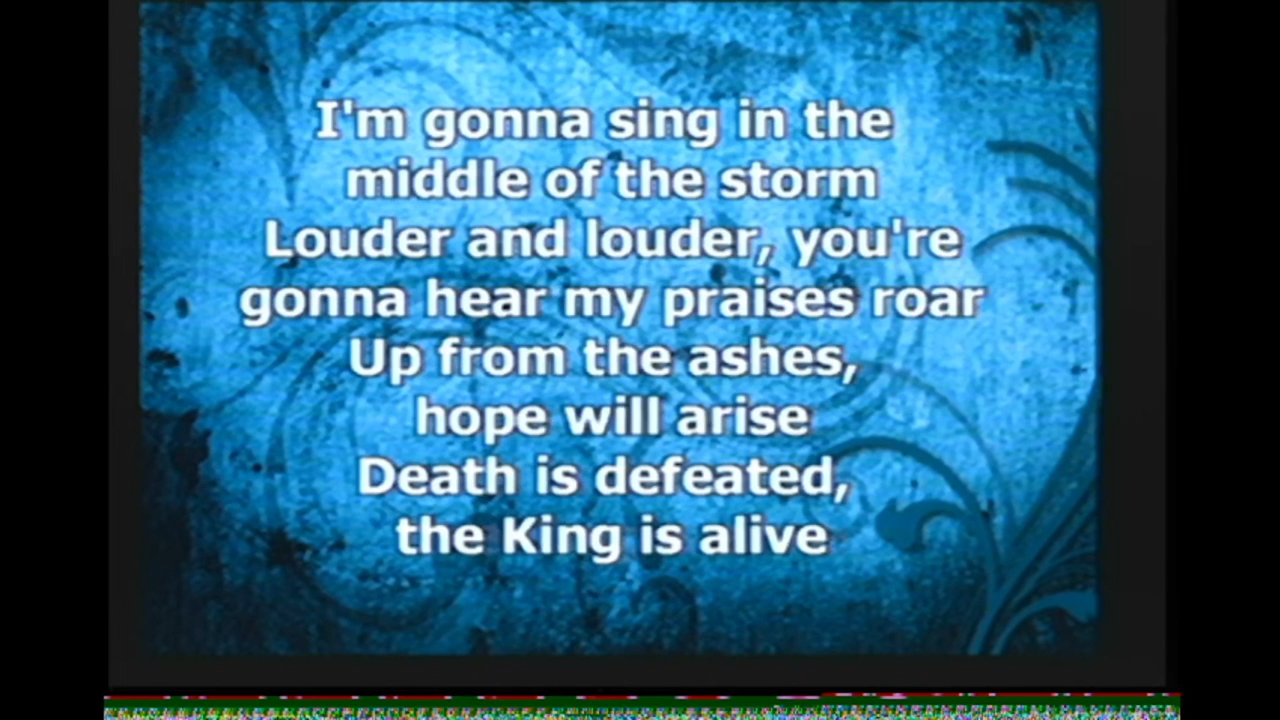 I'm gonna sing in the
middle of the storm
Louder and louder, you're
gonna hear my praises roar
Up from the ashes,
hope will arise
Death is defeated,
the King is alive